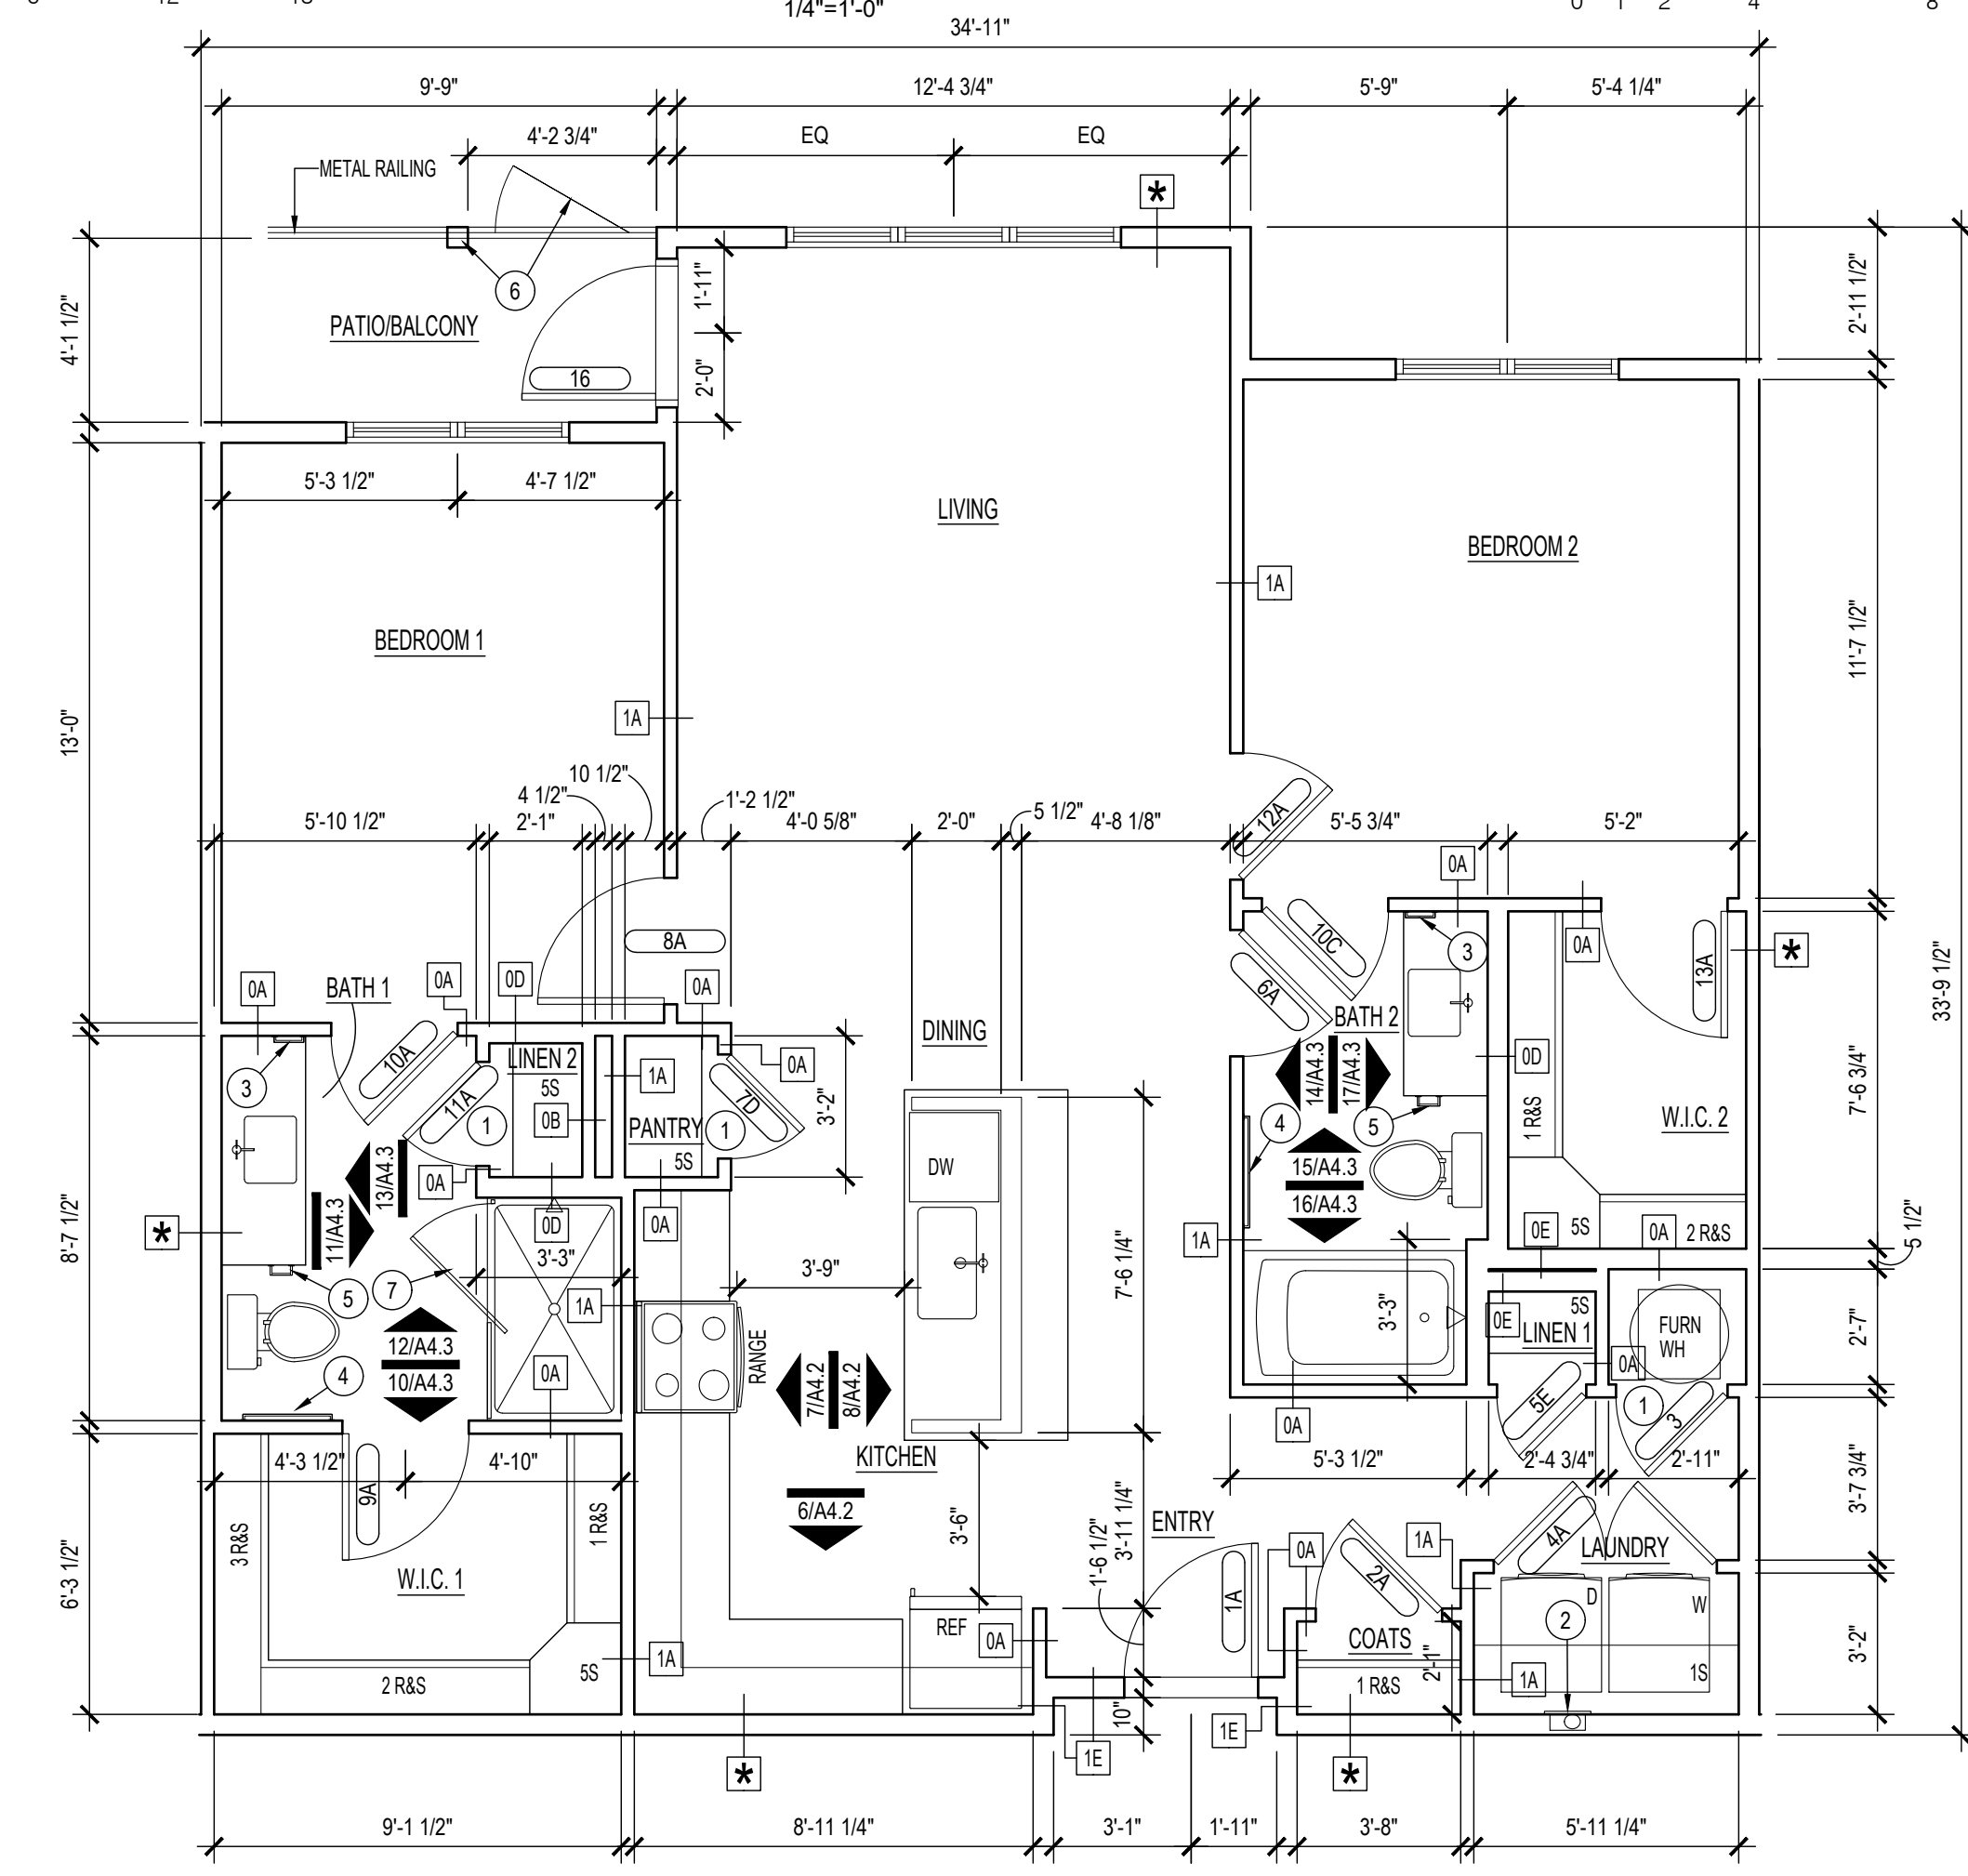 1/4"=1'-0"
0 1 2 4 8
34'-11"
9'-9" 12'-4 3/4" 5'-9" 5'-4 1/4"
4'-2 3/4" EQ EQ
METAL RAILING
*
6
1'-11"
2'-11 1/2"
4'-1 1/2"
PATIO/BALCONY
16
2'-0"
5'-3 1/2" 4'-7 1/2"
LIVING
BEDROOM 2
1A
BEDROOM 1
11'-7 1/2"
1A
13'-0"
10 1/2"
4 1/2" 1'-2 1/2" 5 1/2"
12A
5'-10 1/2" 2'-1" 4'-0 5/8" 2'-0" 4'-8 1/8" 5'-5 3/4" 5'-2"
0A
8A
10C
3
0A
13A
*
33'-9 1/2"
BATH 1
0A
0A
0D
0A
6A
BATH 2
DINING
10A
LINEN 2
5S
0A
1A
3
14/A4.3
17/A4.3
0D
11A
1
0B
PANTRY
5S
1
7D
3'-2"
4
5
1 R&S
W.I.C. 2
7'-6 3/4"
13/A4.3
11/A4.3
0A
DW
15/A4.3
16/A4.3
*
8'-7 1/2"
0D
0A
1A
0E
5S
0A
2 R&S
5 1/2"
3'-3"
3'-9"
7'-6 1/4"
7
5
1A
3'-3"
0E
5S
LINEN 1
FURN
WH
2'-7"
12/A4.3
10/A4.3
4
0A
RANGE
7/A4.2
8/A4.2
0A
0A
5E
1
3
KITCHEN
4'-3 1/2" 4'-10"
9A
5'-3 1/2" 2'-4 3/4" 2'-11"
3'-7 3/4"
6/A4.2
3'-6"
1'-6 1/2"
3'-11 1/4"
ENTRY
3 R&S
1 R&S
0A
1A
4A
LAUNDRY
W.I.C. 1
6'-3 1/2"
1A
2A
D
W
2
REF
0A
COATS
2'-1"
3'-2"
1A
5S
2 R&S
1 R&S
1A
1S
10"
1E
1E
*
*
9'-1 1/2" 8'-11 1/4" 3'-1" 1'-11" 3'-8" 5'-11 1/4"